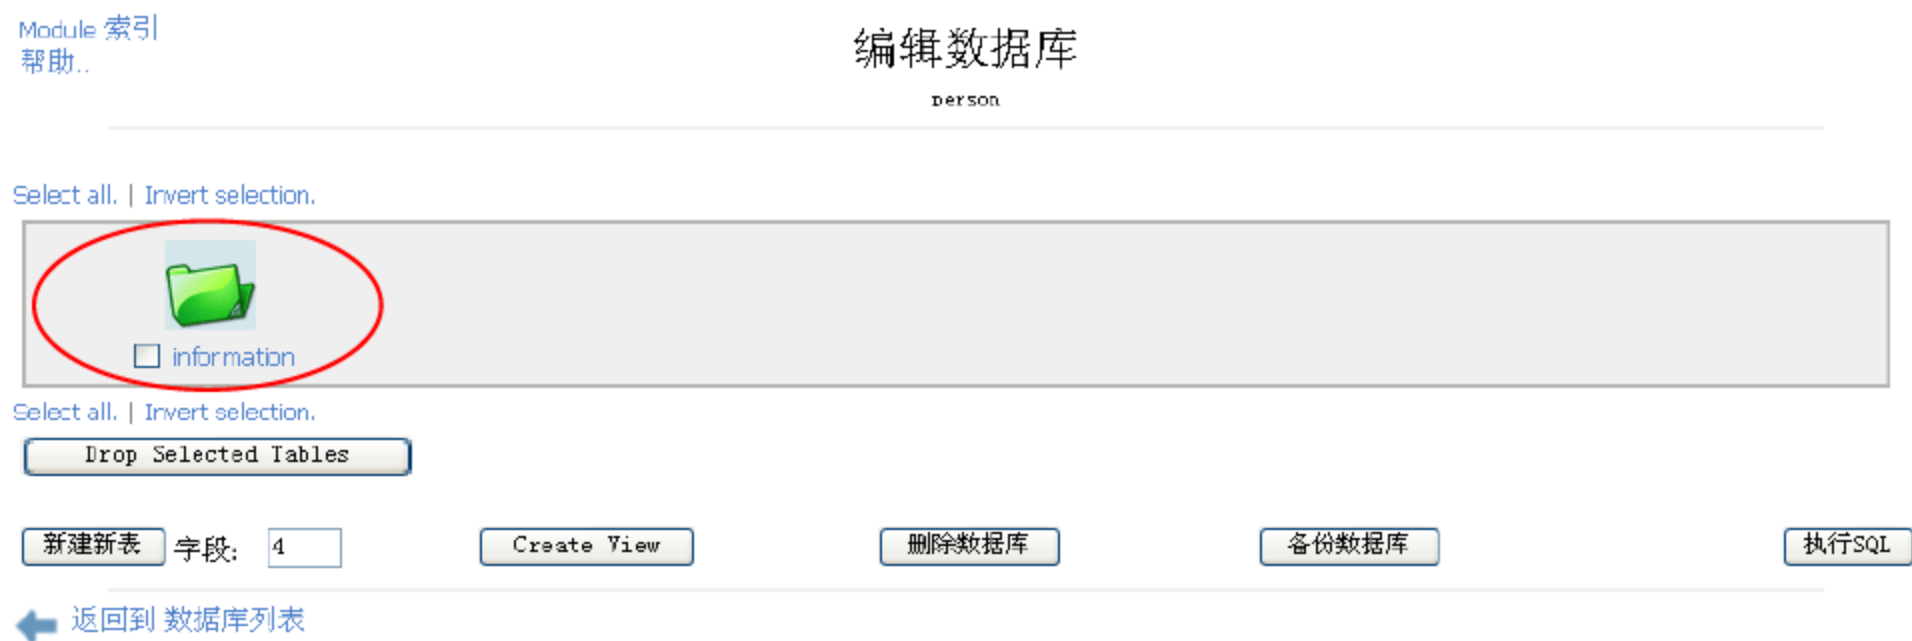 Module 索引
帮助..
编辑数据库
person
Select all. | Invert selection.
information
Select all. | Invert selection.
Drop Selected Tables
新建新表 字段: 4 Create View 删除数据库 备份数据库 执行SQL
返回到 数据库列表